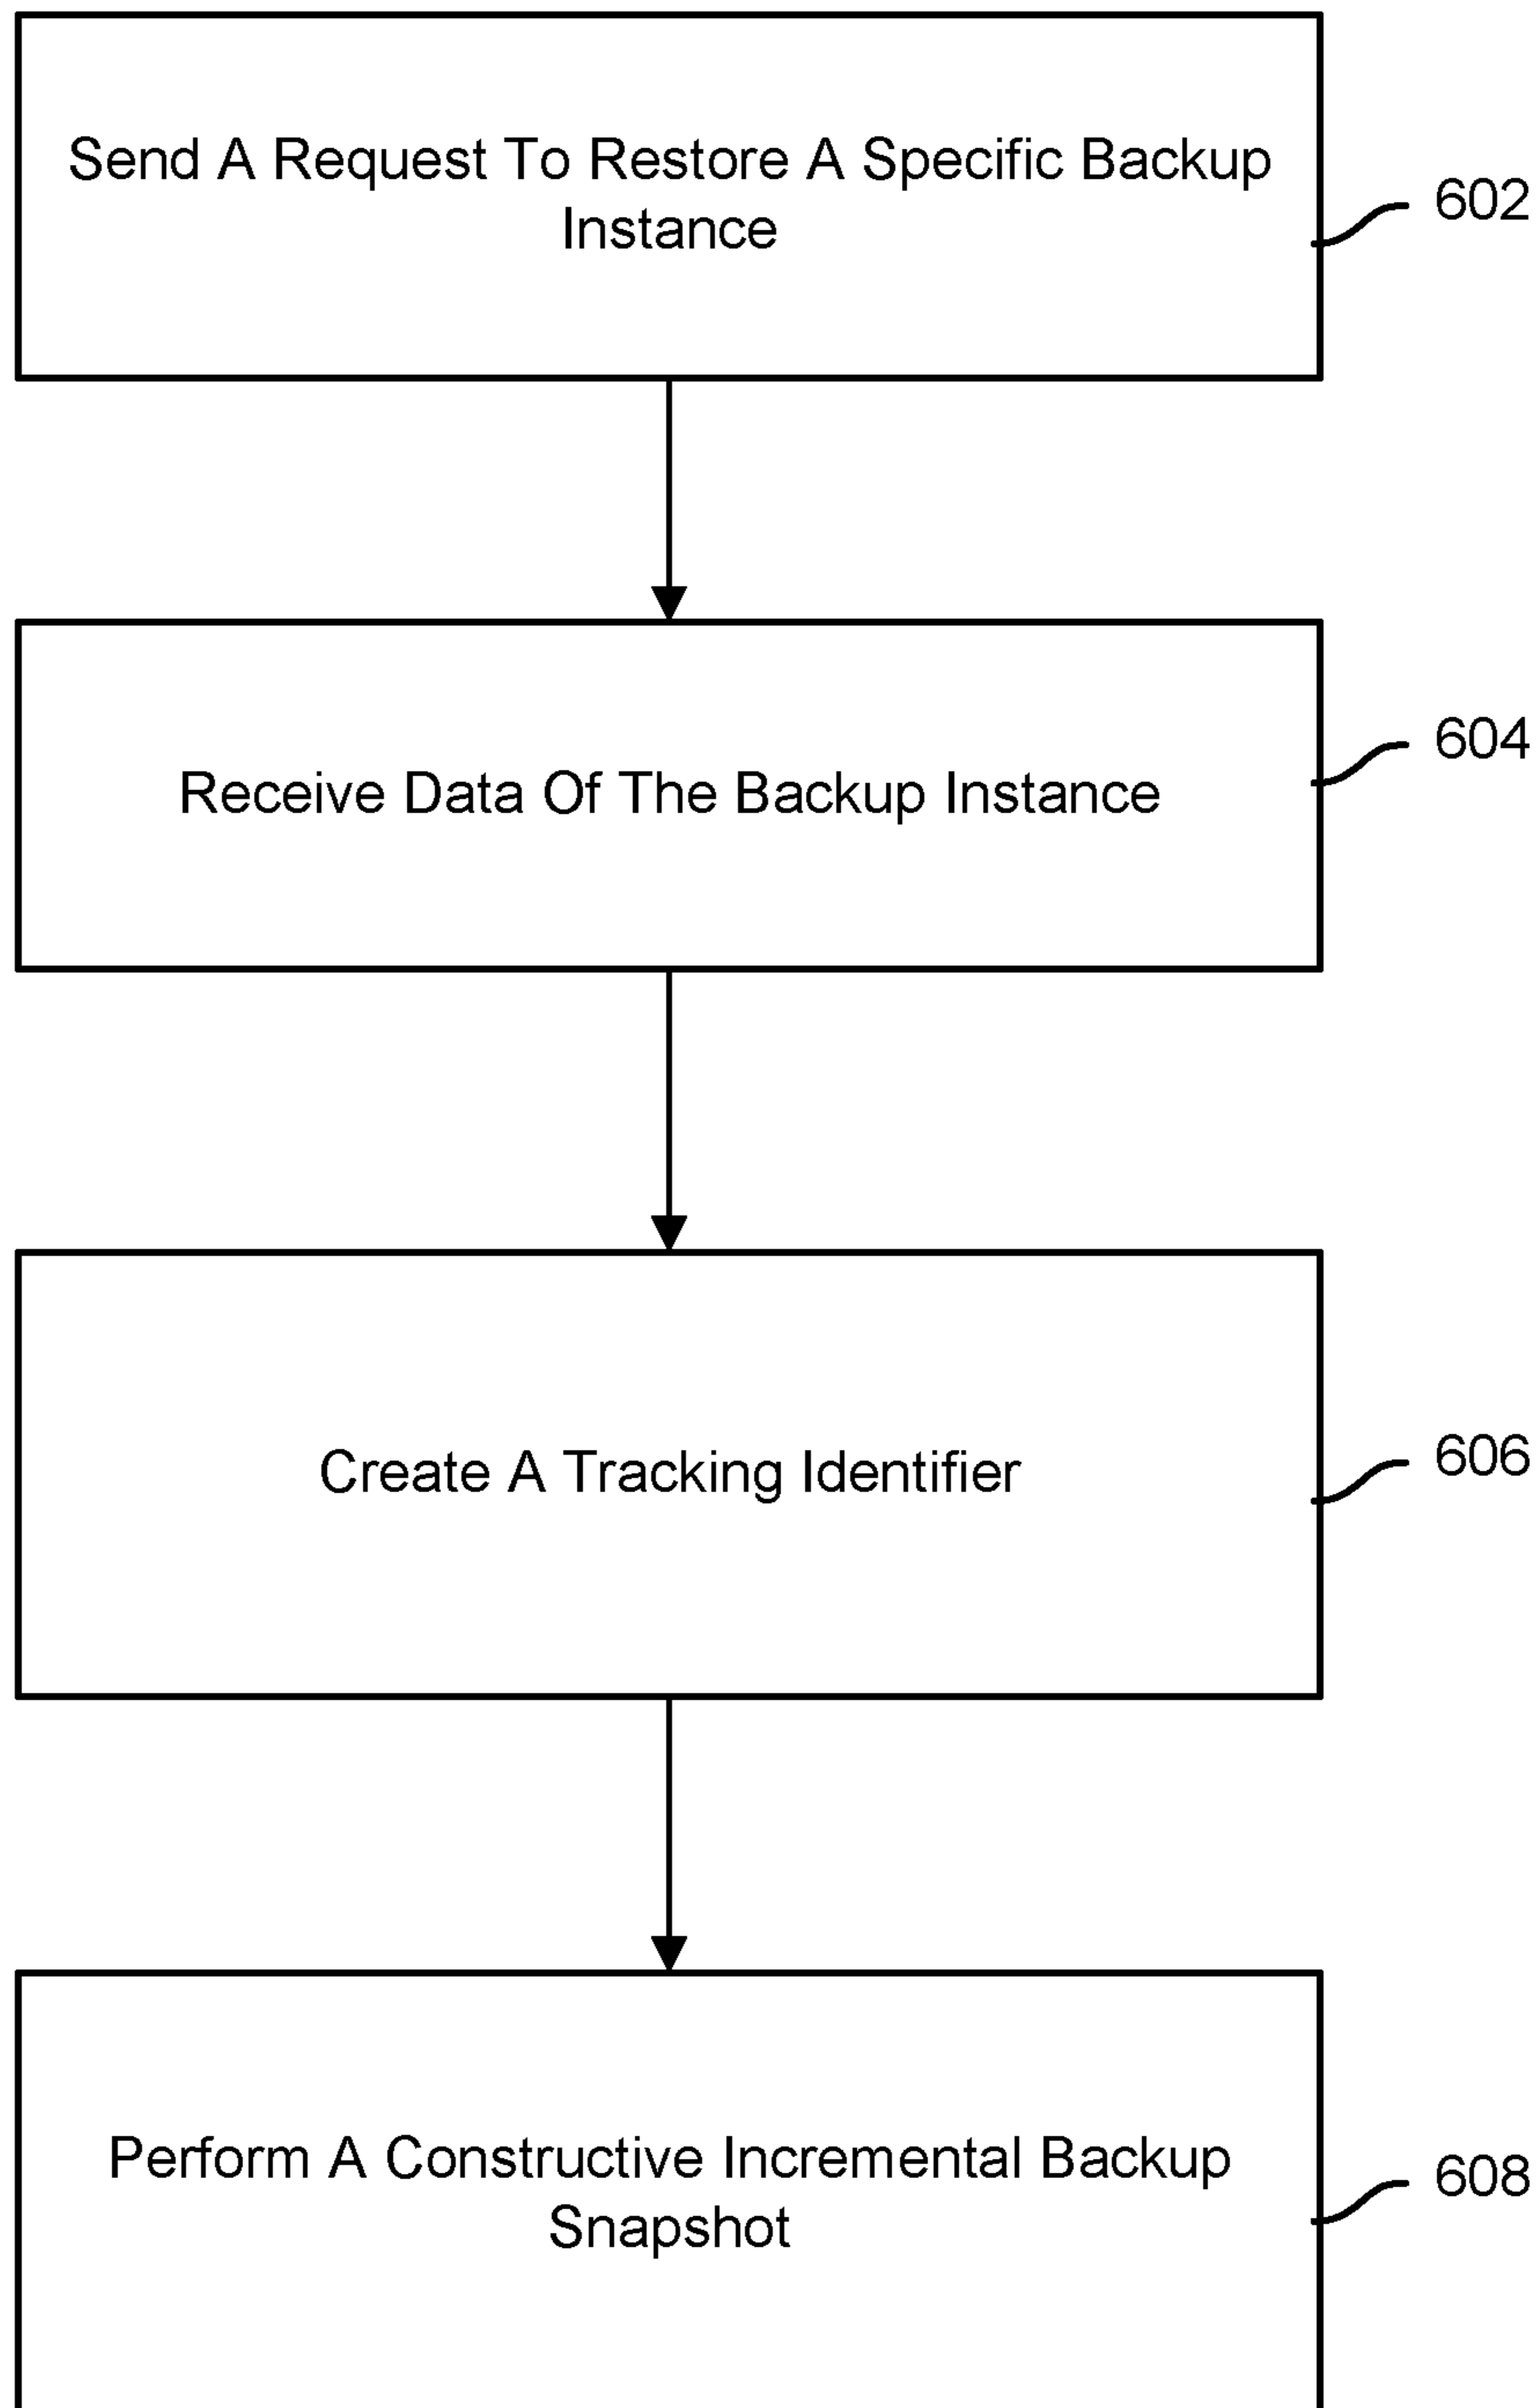 Send A Request To Restore A Specific Backup
Instance
602
Receive Data Of The Backup Instance
604
Create A Tracking Identifier
606
Perform A Constructive Incremental Backup
Snapshot
608